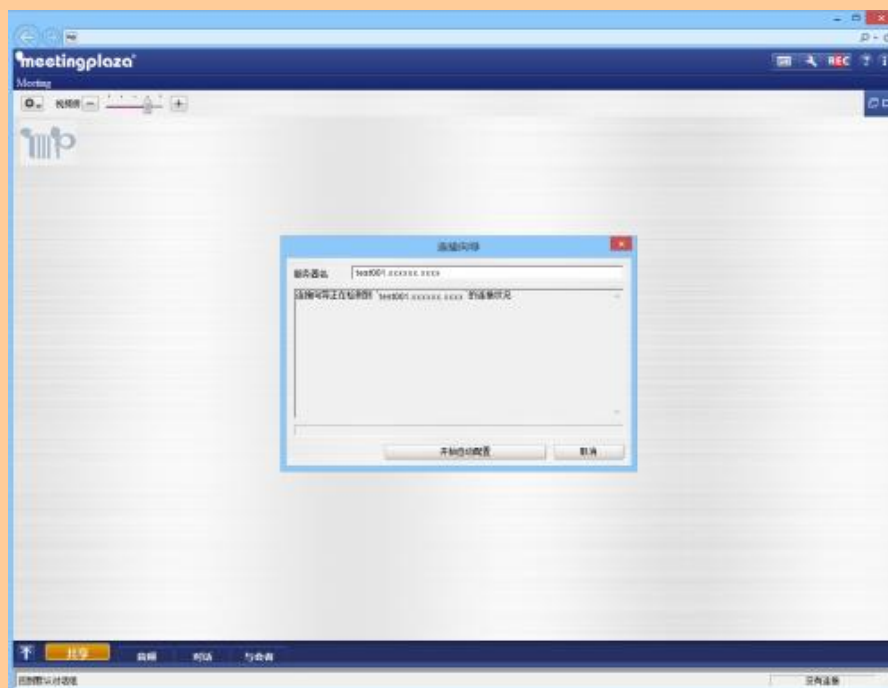 meetingplaza
REC
Meeting
视频窗
连接向导
服务器名
test001.xxxxxx.xxxx
连接向导正在检测到 'test001.xxxxxx.xxxx' 的连接状况
开始自动配置
取消
共享
音频
对话
与会者
没有连接